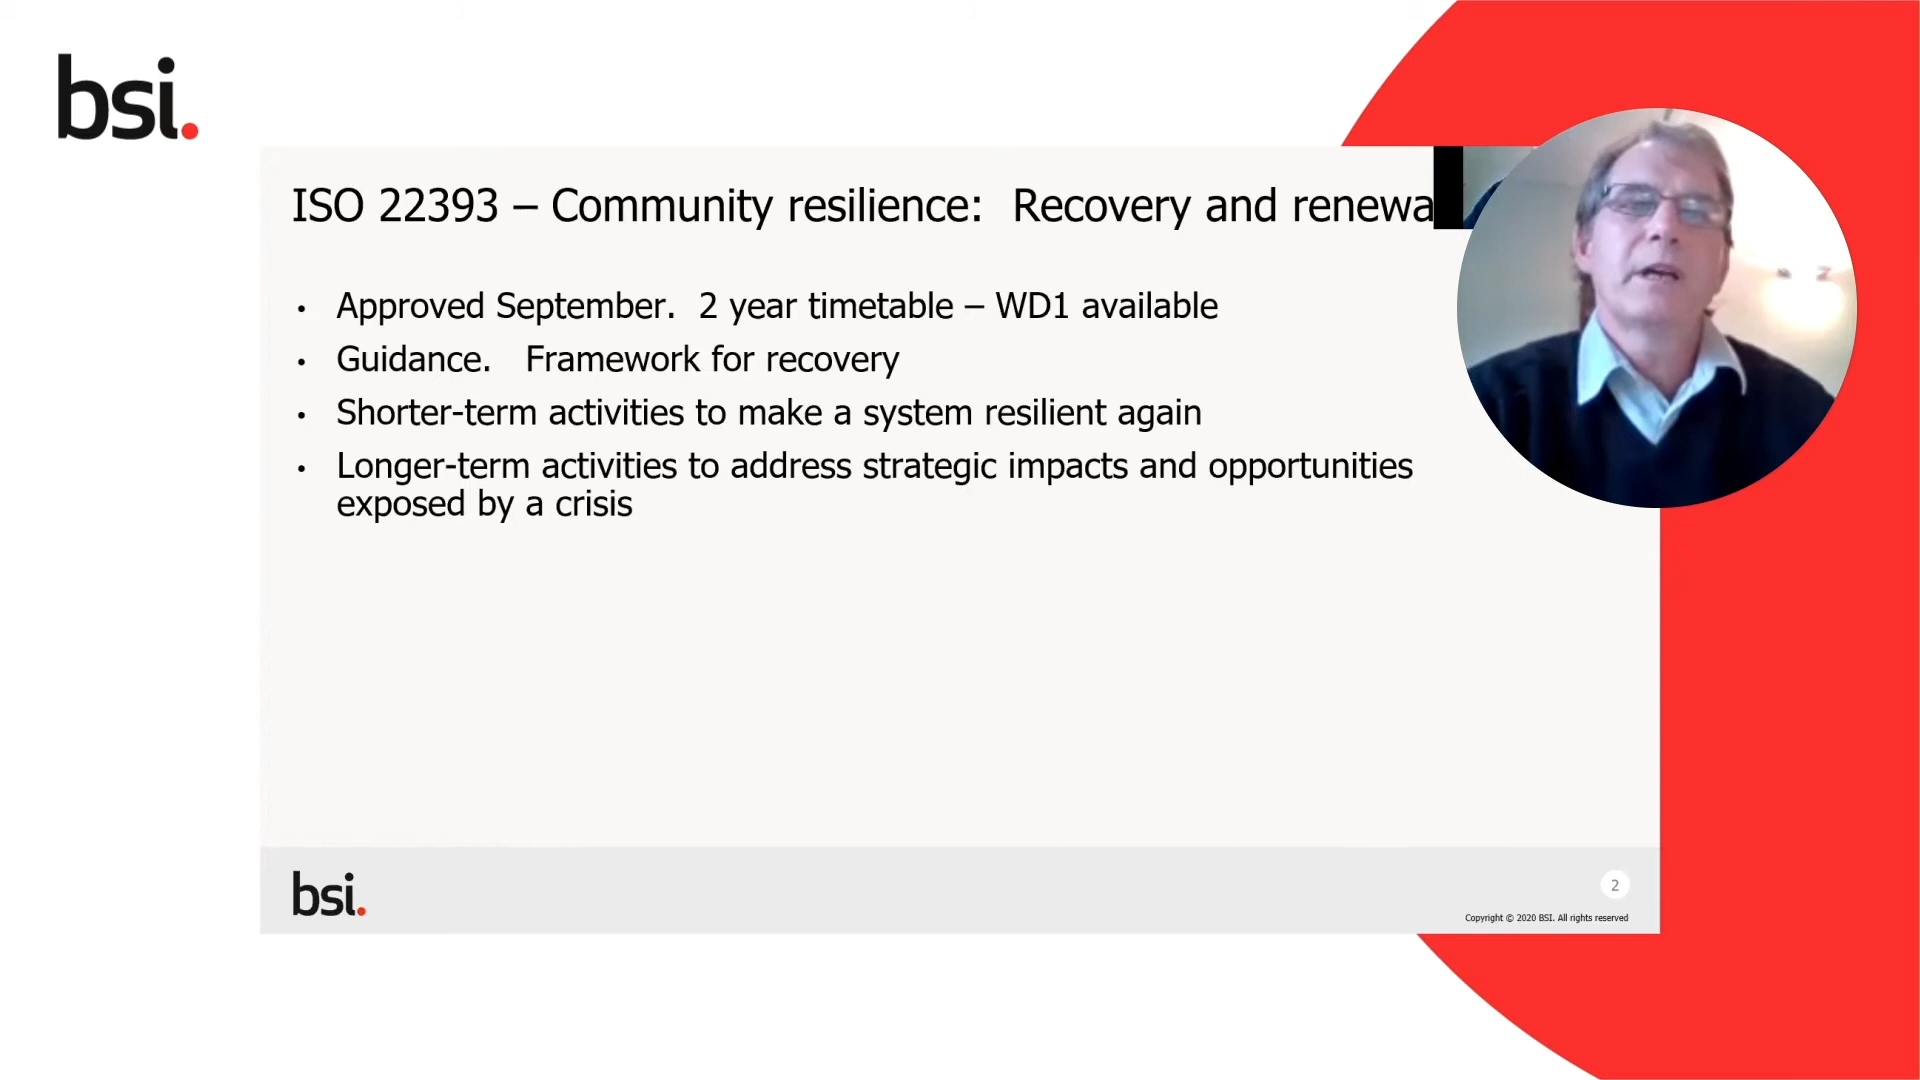 bsi.
ISO 22393 – Community resilience: Recovery and renewa
• Approved September. 2 year timetable – WD1 available
• Guidance. Framework for recovery
• Shorter-term activities to make a system resilient again
• Longer-term activities to address strategic impacts and opportunities
exposed by a crisis
bsi.
2
Copyright © 2020 BSI. All rights reserved